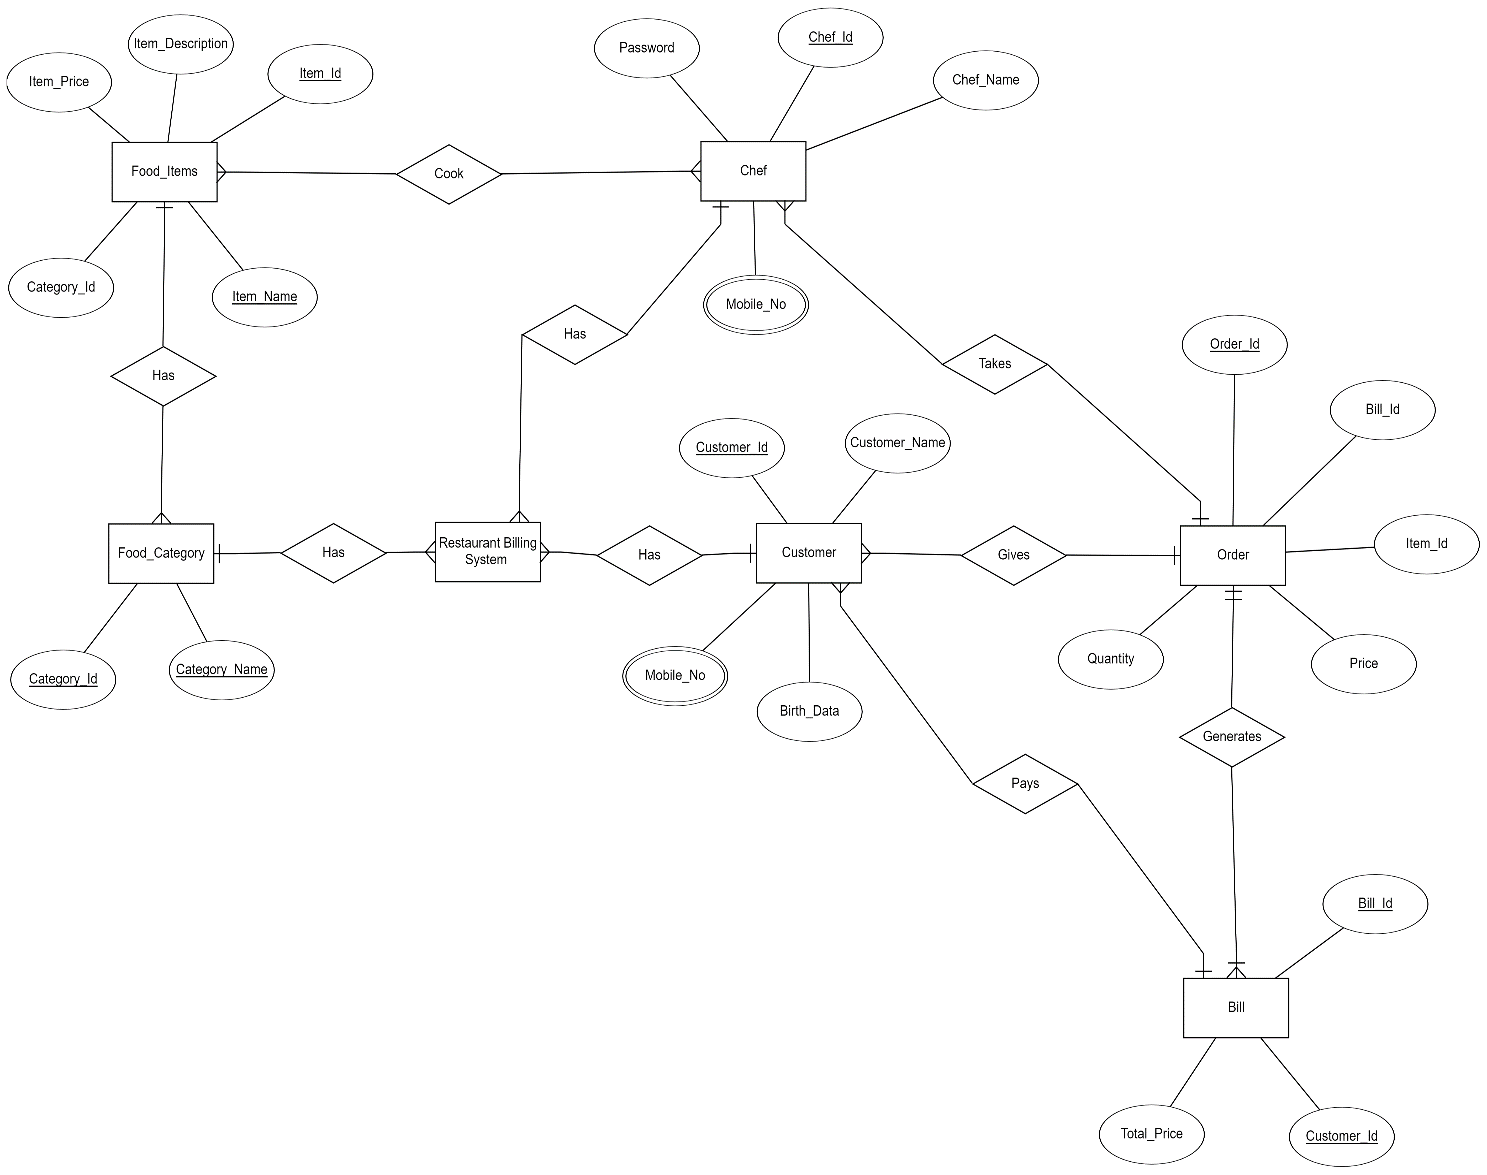 Item_Description
Password
Chef_Id
Item_Price
Item_Id
Chef_Name
Food_Items
Cook
Chef
Category_Id
Item_Name
Mobile_No
Has
Has
Takes
Order_Id
Bill_Id
Customer_Id
Customer_Name
Food_Category
Has
Restaurant Billing
System
Has
Customer
Gives
Order
Item_Id
Category_Id
Category_Name
Mobile_No
Birth_Data
Quantity
Price
Generates
Pays
Bill_Id
Bill
Total_Price
Customer_Id